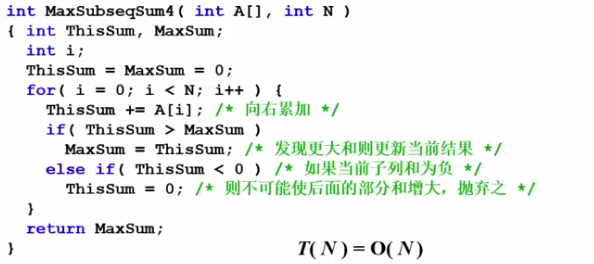 int MaxSubseqSum4( int A[], int N )
{ int ThisSum, MaxSum;
int i;
ThisSum = MaxSum = 0;
for( i = 0; i < N; i++ ) {
ThisSum += A[i]; /* 向右累加 */
if( ThisSum > MaxSum )
MaxSum = ThisSum; /* 发现更大和则更新当前结果 */
else if( ThisSum < 0 ) /* 如果当前子列和为负 */
ThisSum = 0; /* 则不可能使后面的部分和增大，抛弃之 */
}
return MaxSum;
} T( N ) = O( N )